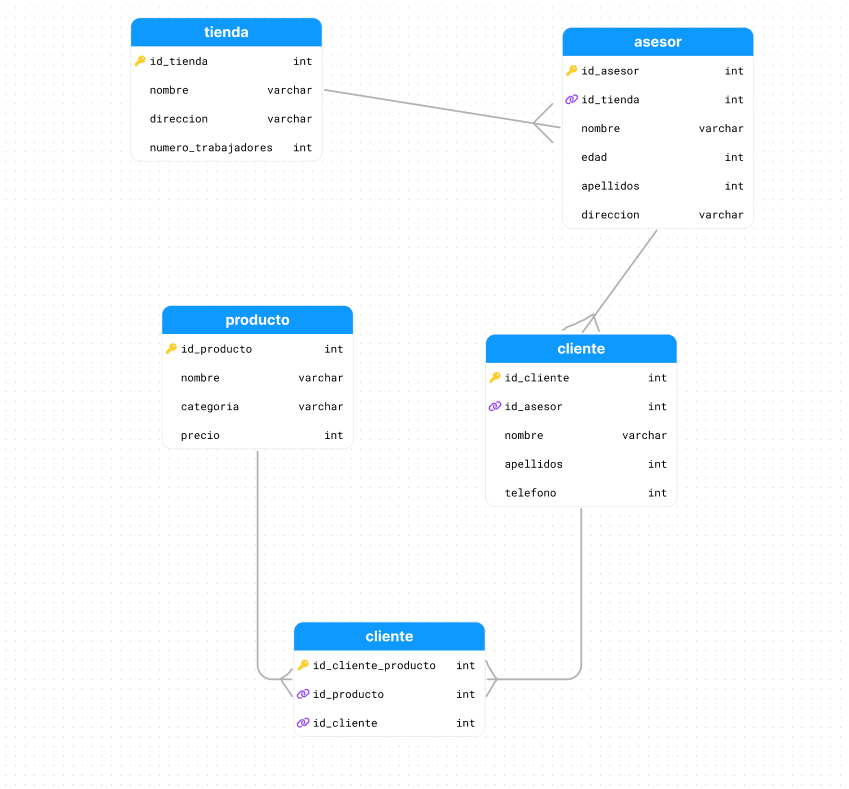 tienda
id_tienda int
nombre varchar
direccion varchar
numero_trabajadores int
asesor
id_asesor int
id_tienda int
nombre varchar
edad int
apellidos int
direccion varchar
producto
id_producto int
nombre varchar
categoria varchar
precio int
cliente
id_cliente int
id_asesor int
nombre varchar
apellidos int
telefono int
cliente
id_cliente_producto int
id_producto int
id_cliente int